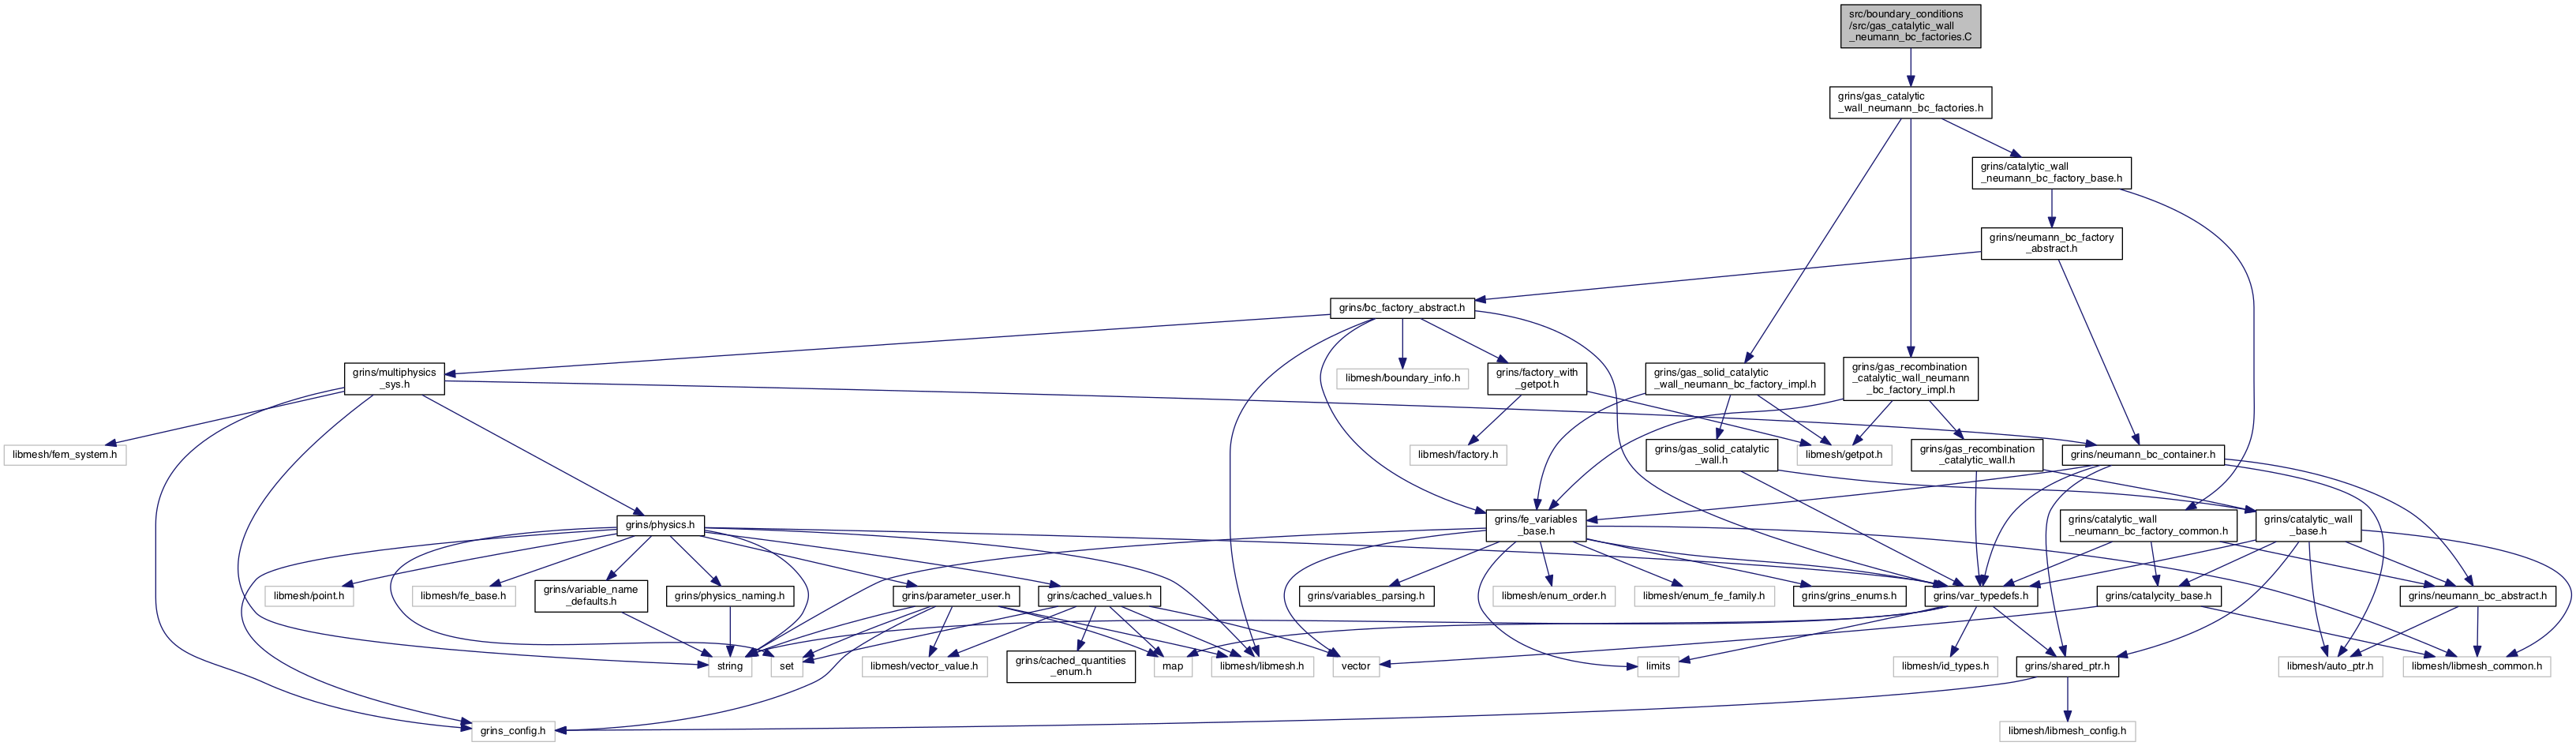 src/boundary_conditions
/src/gas_catalytic_wall
_neumann_bc_factories.C
grins/gas_catalytic
_wall_neumann_bc_factories.h
grins/catalytic_wall
_neumann_bc_factory_base.h
grins/neumann_bc_factory
_abstract.h
grins/bc_factory_abstract.h
grins/multiphysics
_sys.h
libmesh/boundary_info.h
grins/factory_with
_getpot.h
grins/gas_solid_catalytic
_wall_neumann_bc_factory_impl.h
grins/gas_recombination
_catalytic_wall_neumann
_bc_factory_impl.h
libmesh/fem_system.h
libmesh/factory.h
grins/gas_solid_catalytic
_wall.h
libmesh/getpot.h
grins/gas_recombination
_catalytic_wall.h
grins/neumann_bc_container.h
grins/physics.h
grins/fe_variables
_base.h
grins/catalytic_wall
_neumann_bc_factory_common.h
grins/catalytic_wall
_base.h
libmesh/point.h
libmesh/fe_base.h
grins/variable_name
_defaults.h
grins/physics_naming.h
grins/parameter_user.h
grins/cached_values.h
grins/variables_parsing.h
libmesh/enum_order.h
libmesh/enum_fe_family.h
grins/grins_enums.h
grins/var_typedefs.h
grins/catalycity_base.h
grins/neumann_bc_abstract.h
string
set
libmesh/vector_value.h
grins/cached_quantities
_enum.h
map
libmesh/libmesh.h
vector
limits
libmesh/id_types.h
grins/shared_ptr.h
libmesh/auto_ptr.h
libmesh/libmesh_common.h
grins_config.h
libmesh/libmesh_config.h